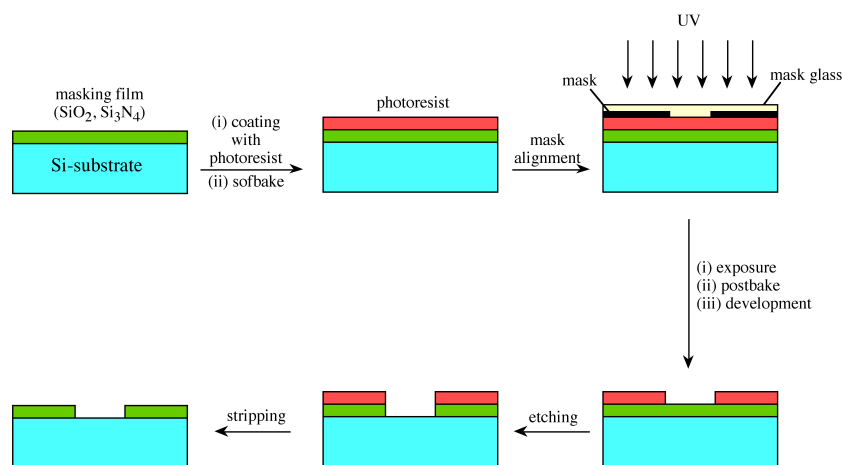 UV
mask
mask glass
masking film
(SiO₂, Si₃N₄)
Si-substrate
(i) coating
with
photoresist
(ii) sofbake
photoresist
mask
alignment
(i) exposure
(ii) postbake
(iii) development
etching
stripping